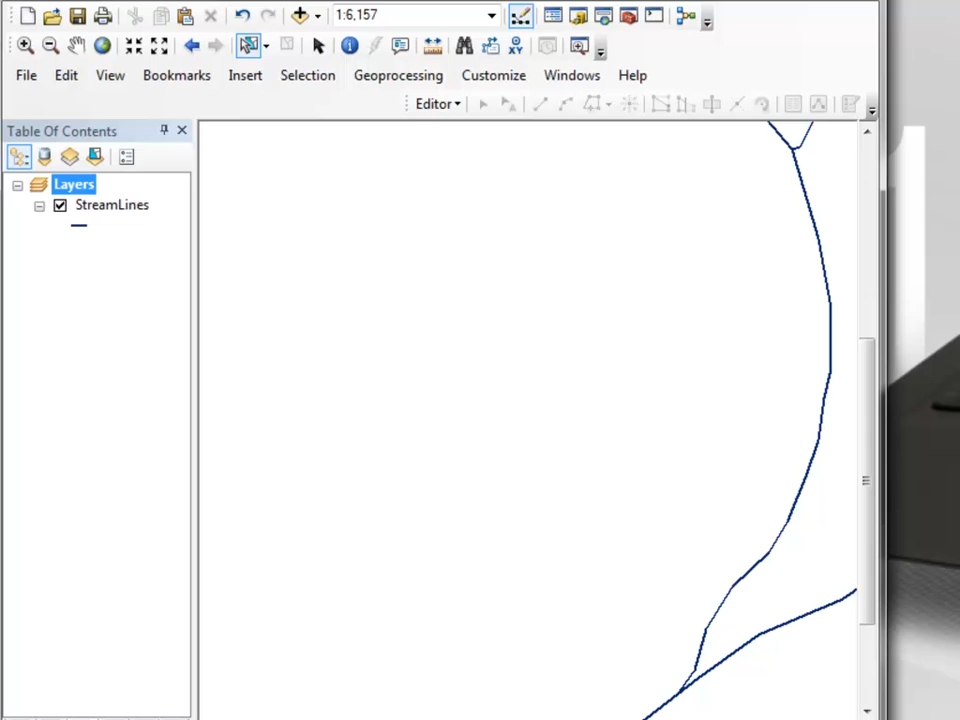 1:6,157
File Edit View Bookmarks Insert Selection Geoprocessing Customize Windows Help
Editor
Table Of Contents
Layers
StreamLines